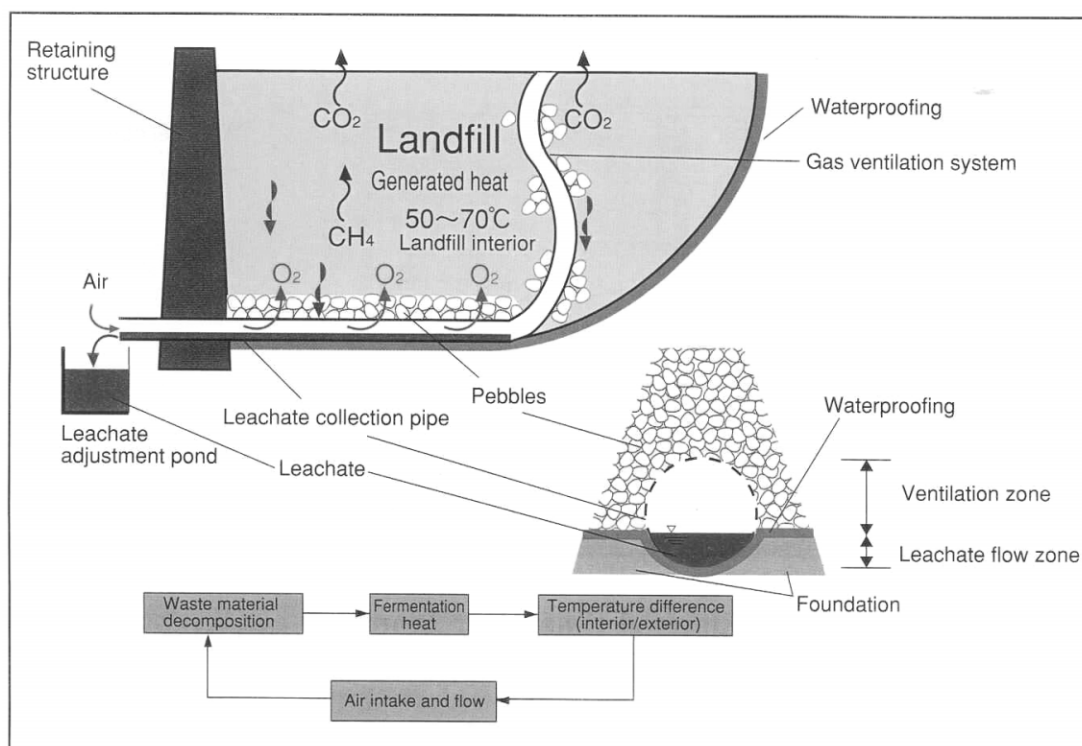 Retaining
structure
CO2
CO2
Waterproofing
Landfill
Gas ventilation system
Generated heat
50～70℃
CH4
Landfill interior
O2
O2
O2
Air
Pebbles
Leachate collection pipe
Waterproofing
Leachate
adjustment pond
Leachate
Ventilation zone
Leachate flow zone
Foundation
Waste material
decomposition
Fermentation
heat
Temperature difference
(interior/exterior)
Air intake and flow